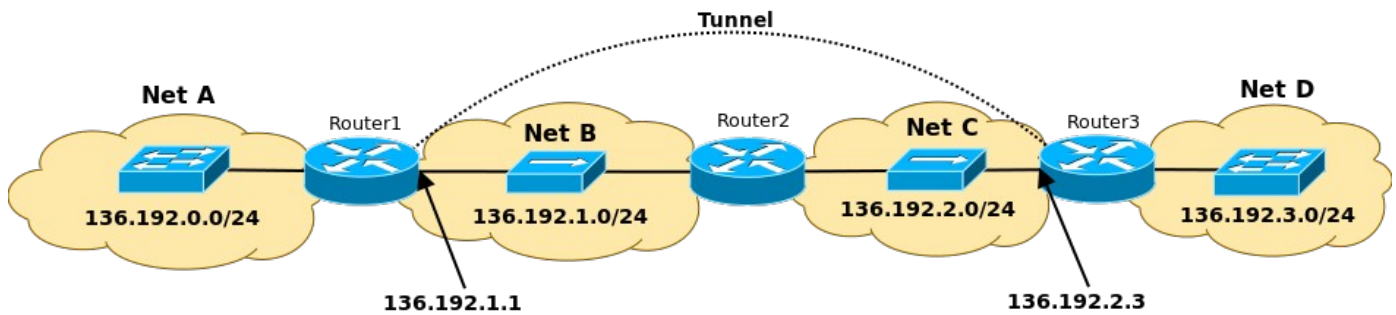 Tunnel
Net A
Router1
Net B
Router2
Net C
Router3
Net D
136.192.0.0/24
136.192.1.0/24
136.192.2.0/24
136.192.3.0/24
136.192.1.1
136.192.2.3